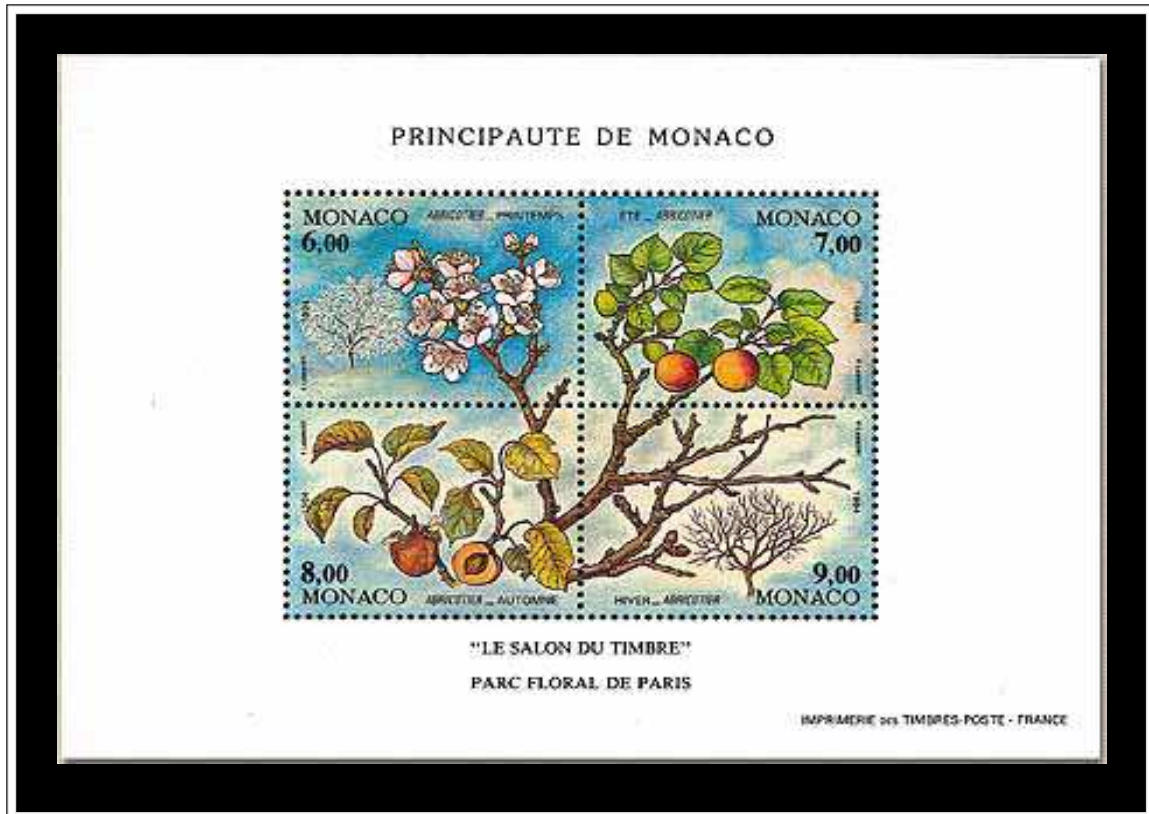 PRINCIPAUTE DE MONACO
MONACO
6,00
ABRICOTIER _ PRINTEMPS
ETE _ ABRICOTIER
MONACO
7,00
1994
8,00
MONACO
ABRICOTIER _ AUTOMNE
HIVER _ ABRICOTIER
9,00
MONACO
"LE SALON DU TIMBRE"
PARC FLORAL DE PARIS
IMPRIMERIE DES TIMBRES-POSTE - FRANCE